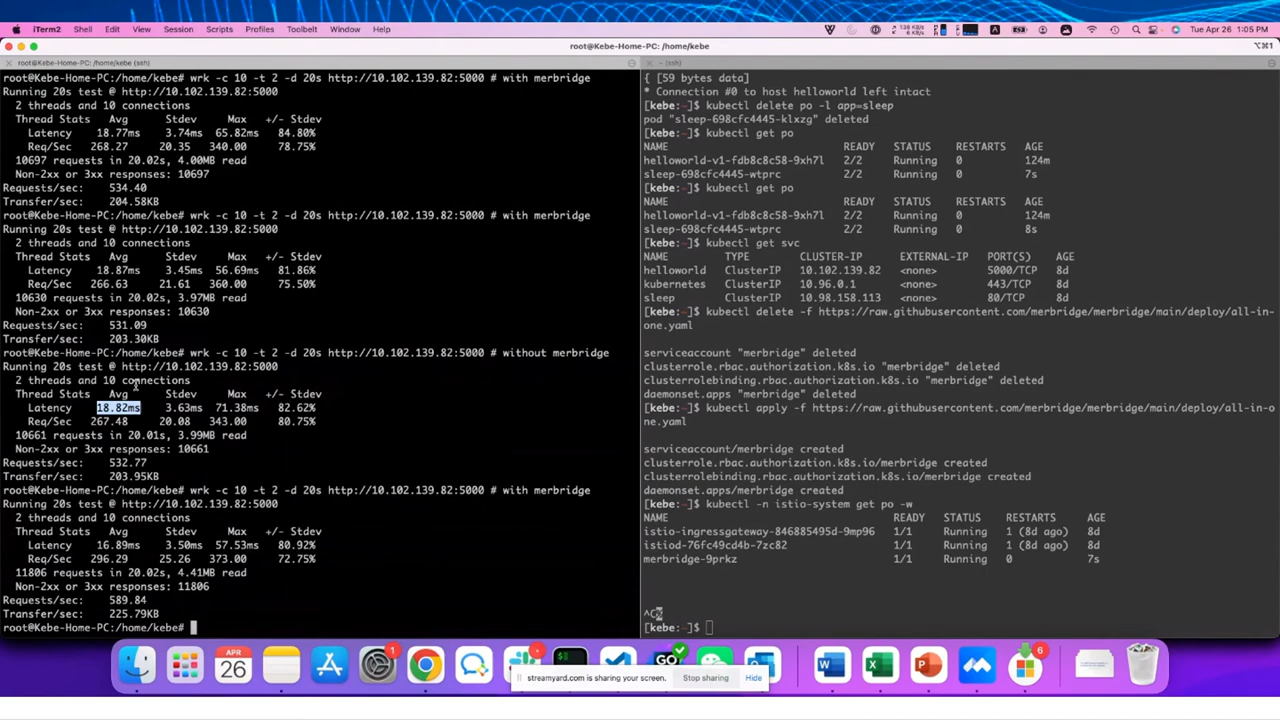 iTerm2 Shell Edit View Session Scripts Profiles Toolbelt Window Help
Tue Apr 26 1:05 PM
root@Kebe-Home-PC: /home/kebe
⌥⌘1
root@Kebe-Home-PC:/home/kebe (ssh)
~ (ssh)
root@Kebe-Home-PC:/home/kebe# wrk -c 10 -t 2 -d 20s http://10.102.139.82:5000 # with merbridge
Running 20s test @ http://10.102.139.82:5000
2 threads and 10 connections
Thread Stats Avg Stdev Max +/- Stdev
Latency 18.77ms 3.74ms 65.82ms 84.80%
Req/Sec 268.27 20.35 340.00 78.75%
10697 requests in 20.02s, 4.00MB read
Non-2xx or 3xx responses: 10697
Requests/sec: 534.40
Transfer/sec: 204.58KB
root@Kebe-Home-PC:/home/kebe# wrk -c 10 -t 2 -d 20s http://10.102.139.82:5000 # with merbridge
Running 20s test @ http://10.102.139.82:5000
2 threads and 10 connections
Thread Stats Avg Stdev Max +/- Stdev
Latency 18.87ms 3.45ms 56.69ms 81.86%
Req/Sec 266.63 21.61 360.00 75.50%
10630 requests in 20.02s, 3.97MB read
Non-2xx or 3xx responses: 10630
Requests/sec: 531.09
Transfer/sec: 203.30KB
root@Kebe-Home-PC:/home/kebe# wrk -c 10 -t 2 -d 20s http://10.102.139.82:5000 # without merbridge
Running 20s test @ http://10.102.139.82:5000
2 threads and 10 connections
Thread Stats Avg Stdev Max +/- Stdev
Latency 18.82ms 3.63ms 71.38ms 82.62%
Req/Sec 267.48 20.08 343.00 80.75%
10661 requests in 20.01s, 3.99MB read
Non-2xx or 3xx responses: 10661
Requests/sec: 532.77
Transfer/sec: 203.95KB
root@Kebe-Home-PC:/home/kebe# wrk -c 10 -t 2 -d 20s http://10.102.139.82:5000 # with merbridge
Running 20s test @ http://10.102.139.82:5000
2 threads and 10 connections
Thread Stats Avg Stdev Max +/- Stdev
Latency 16.89ms 3.50ms 57.53ms 80.92%
Req/Sec 296.29 25.26 373.00 72.75%
11806 requests in 20.02s, 4.41MB read
Non-2xx or 3xx responses: 11806
Requests/sec: 589.84
Transfer/sec: 225.79KB
root@Kebe-Home-PC:/home/kebe#
{ [59 bytes data]
* Connection #0 to host helloworld left intact
[kebe:~]$ kubectl delete po -l app=sleep
pod "sleep-698cfc4445-klxzg" deleted
[kebe:~]$ kubectl get po
NAME READY STATUS RESTARTS AGE
helloworld-v1-fdb8c8c58-9xh7l 2/2 Running 0 124m
sleep-698cfc4445-wtprc 2/2 Running 0 7s
[kebe:~]$ kubectl get po
NAME READY STATUS RESTARTS AGE
helloworld-v1-fdb8c8c58-9xh7l 2/2 Running 0 124m
sleep-698cfc4445-wtprc 2/2 Running 0 8s
[kebe:~]$ kubectl get svc
NAME TYPE CLUSTER-IP EXTERNAL-IP PORT(S) AGE
helloworld ClusterIP 10.102.139.82 <none> 5000/TCP 8d
kubernetes ClusterIP 10.96.0.1 <none> 443/TCP 8d
sleep ClusterIP 10.98.158.113 <none> 80/TCP 8d
[kebe:~]$ kubectl delete -f https://raw.githubusercontent.com/merbridge/merbridge/main/deploy/all-in-
one.yaml
serviceaccount "merbridge" deleted
clusterrole.rbac.authorization.k8s.io "merbridge" deleted
clusterrolebinding.rbac.authorization.k8s.io "merbridge" deleted
daemonset.apps "merbridge" deleted
[kebe:~]$ kubectl apply -f https://raw.githubusercontent.com/merbridge/merbridge/main/deploy/all-in-o
ne.yaml
serviceaccount/merbridge created
clusterrole.rbac.authorization.k8s.io/merbridge created
clusterrolebinding.rbac.authorization.k8s.io/merbridge created
daemonset.apps/merbridge created
[kebe:~]$ kubectl -n istio-system get po -w
NAME READY STATUS RESTARTS AGE
istio-ingressgateway-846885495d-9mp96 1/1 Running 1 (8d ago) 8d
istiod-76fc49cd4b-7zc82 1/1 Running 1 (8d ago) 8d
merbridge-9prkz 1/1 Running 0 7s
^C%
[kebe:~]$
APR
26
1
1
GO
W
X
P
6
streamyard.com is sharing your screen. Stop sharing Hide